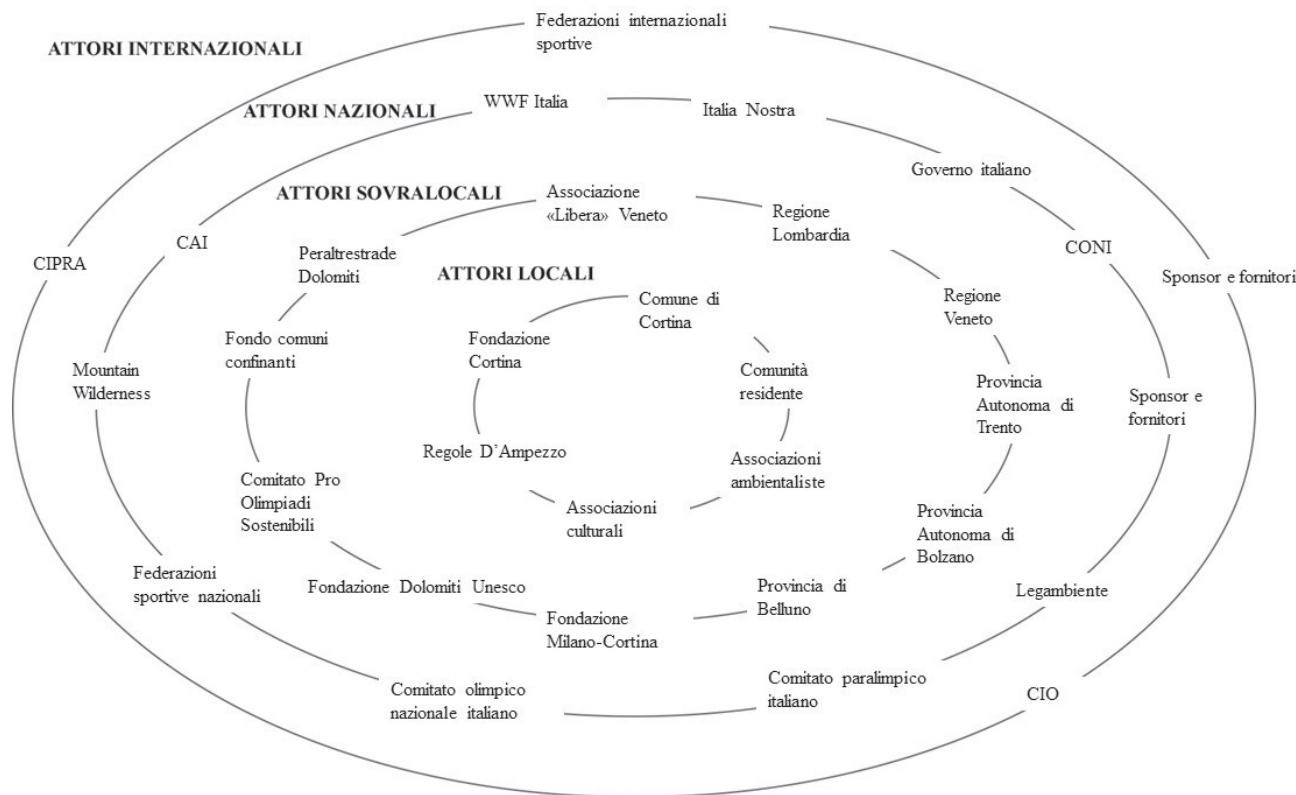 Federazioni internazionali
sportive
ATTORI INTERNAZIONALI
ATTORI NAZIONALI
WWF Italia
Italia Nostra
Governo italiano
ATTORI SOVRALOCALI
Associazione
«Libera» Veneto
Regione
Lombardia
CAI
CONI
CIPRA
Peraltrestrade
Dolomiti
ATTORI LOCALI
Sponsor e fornitori
Comune di
Cortina
Regione
Veneto
Fondo comuni
confinanti
Fondazione
Cortina
Mountain
Wilderness
Comunità
residente
Provincia
Autonoma di
Trento
Sponsor e
fornitori
Regole D'Ampezzo
Associazioni
ambientaliste
Comitato Pro
Olimpiadi
Sostenibili
Associazioni
culturali
Provincia
Autonoma di
Bolzano
Federazioni
sportive nazionali
Fondazione Dolomiti Unesco
Provincia di
Belluno
Legambiente
Fondazione
Milano-Cortina
Comitato olimpico
nazionale italiano
Comitato paralimpico
italiano
CIO